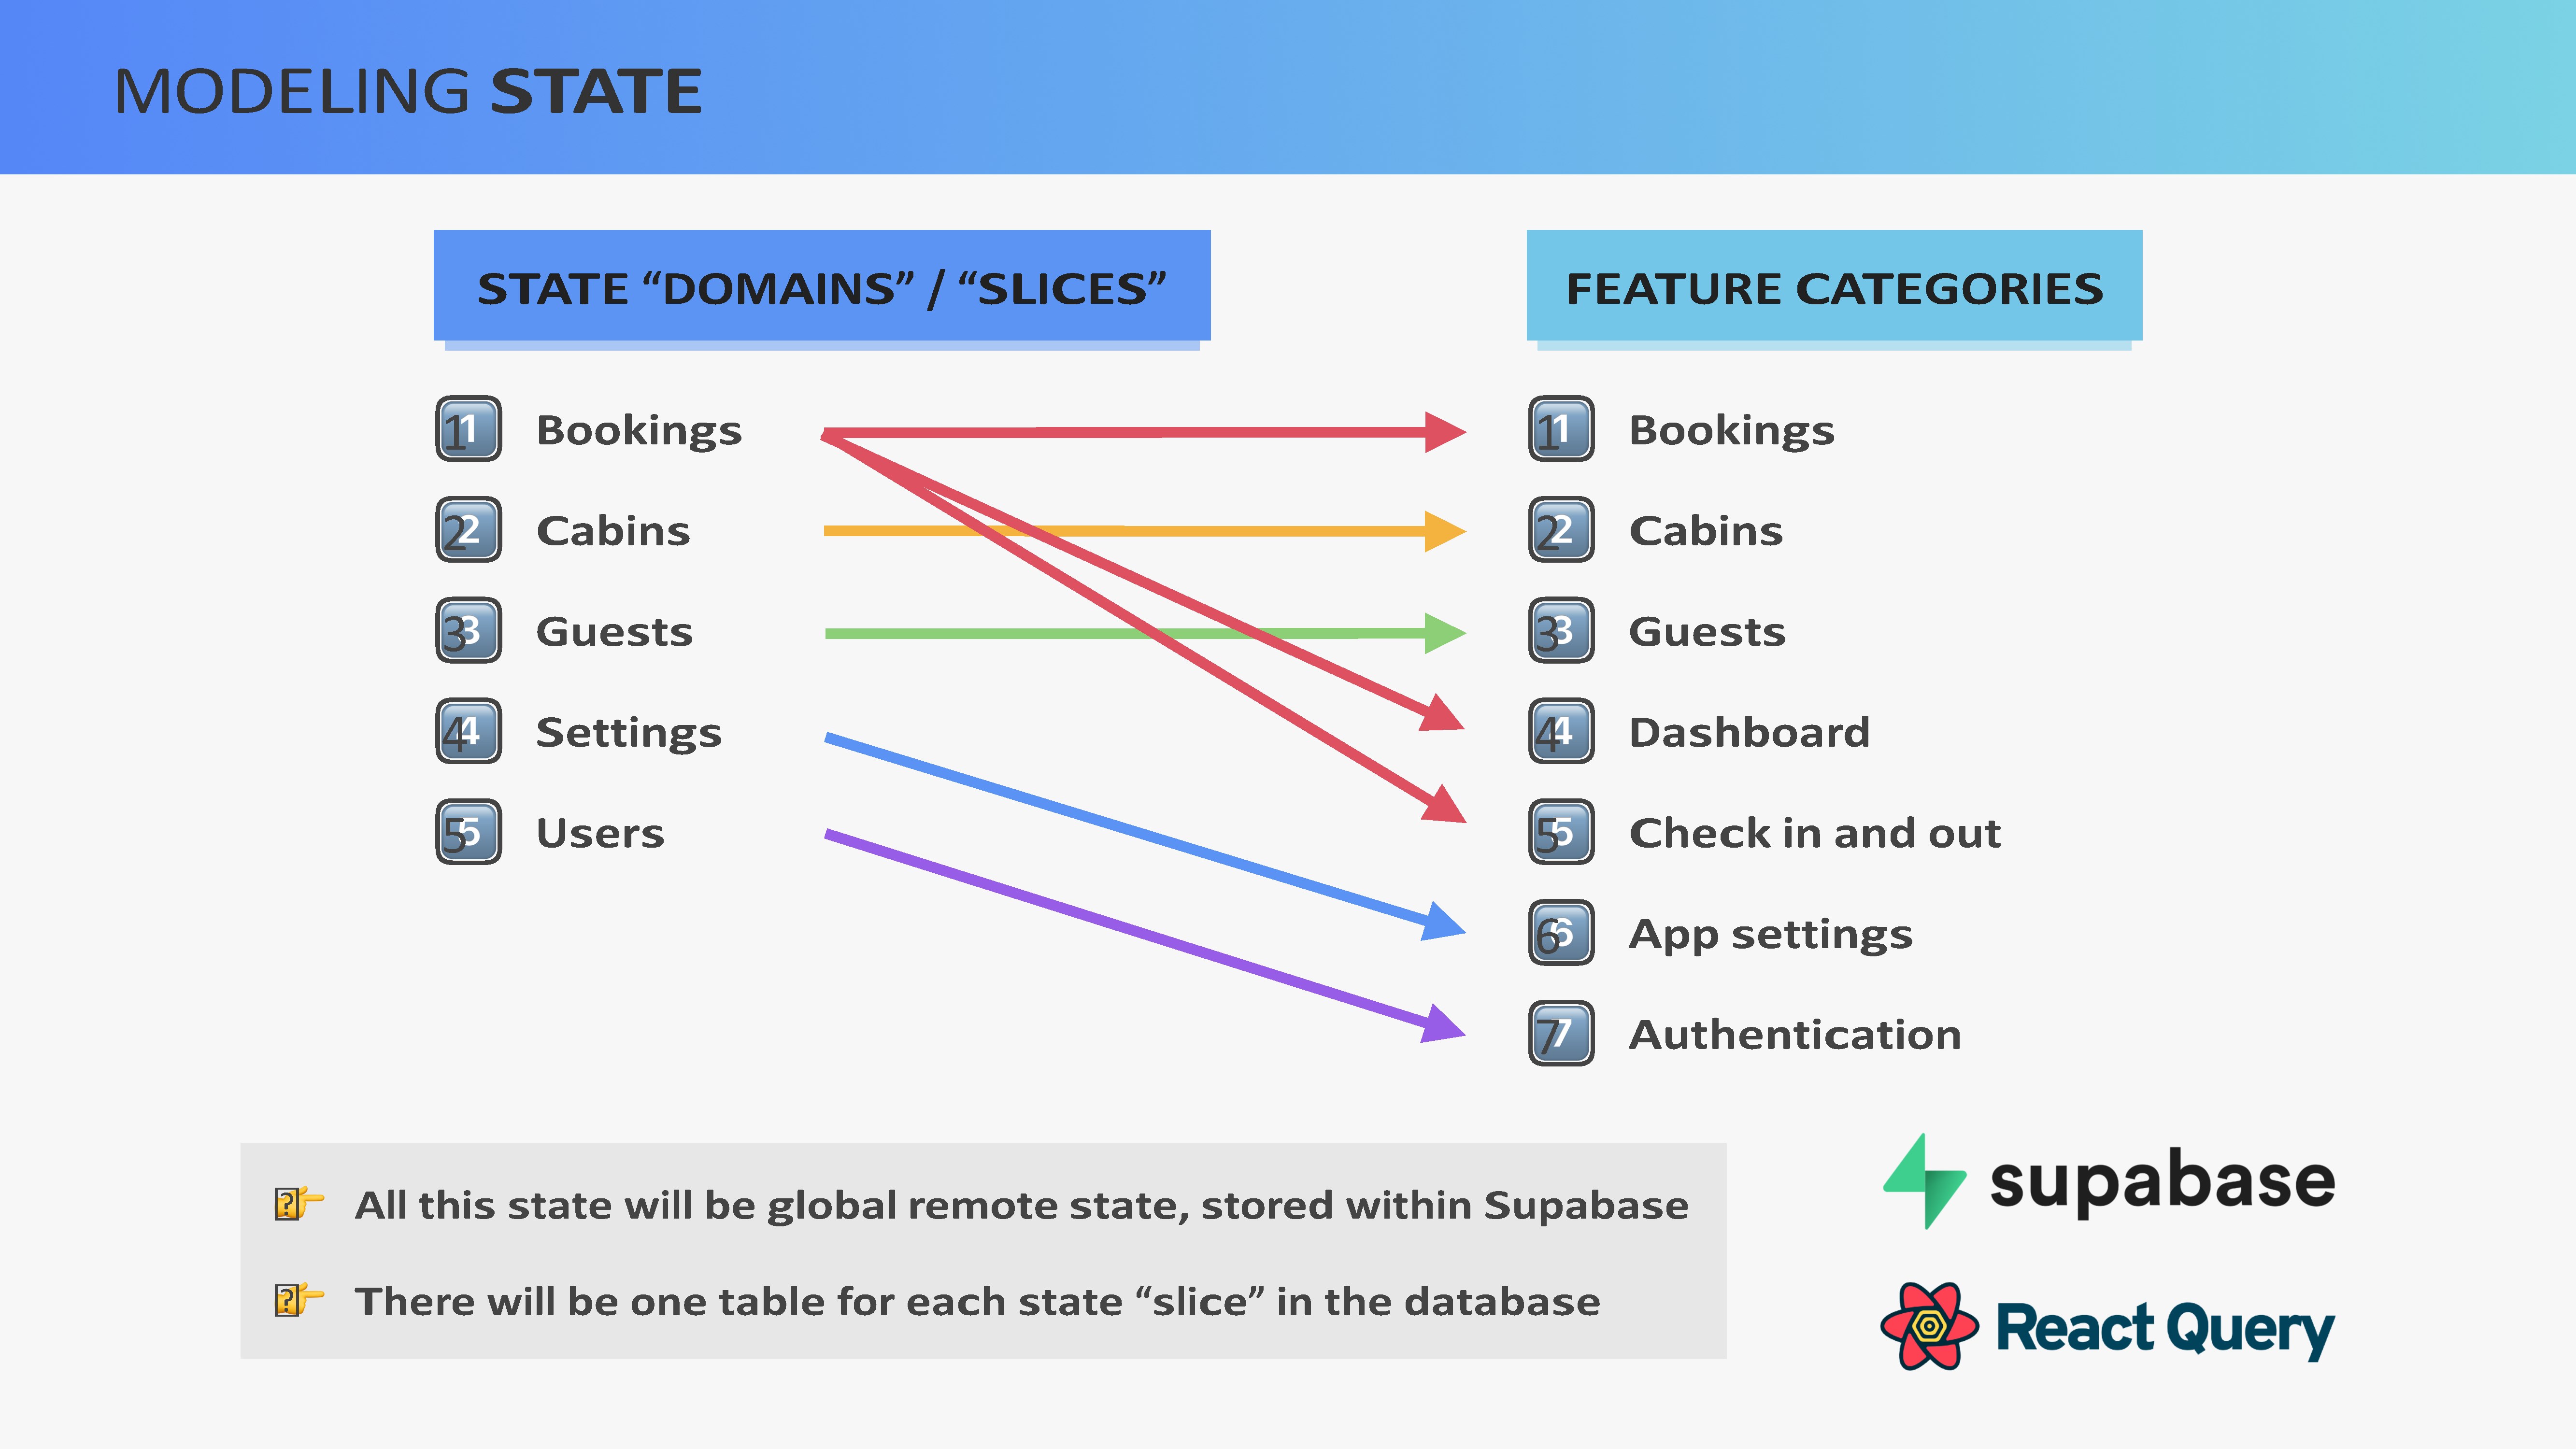 MODELING STATE
STATE “DOMAINS” / “SLICES”
1 Bookings
2 Cabins
3 Guests
4 Settings
5 Users
FEATURE CATEGORIES
1 Bookings
2 Cabins
3 Guests
4 Dashboard
5 Check in and out
6 App settings
7 Authentication
All this state will be global remote state, stored within Supabase
There will be one table for each state “slice” in the database
supabase
React Query